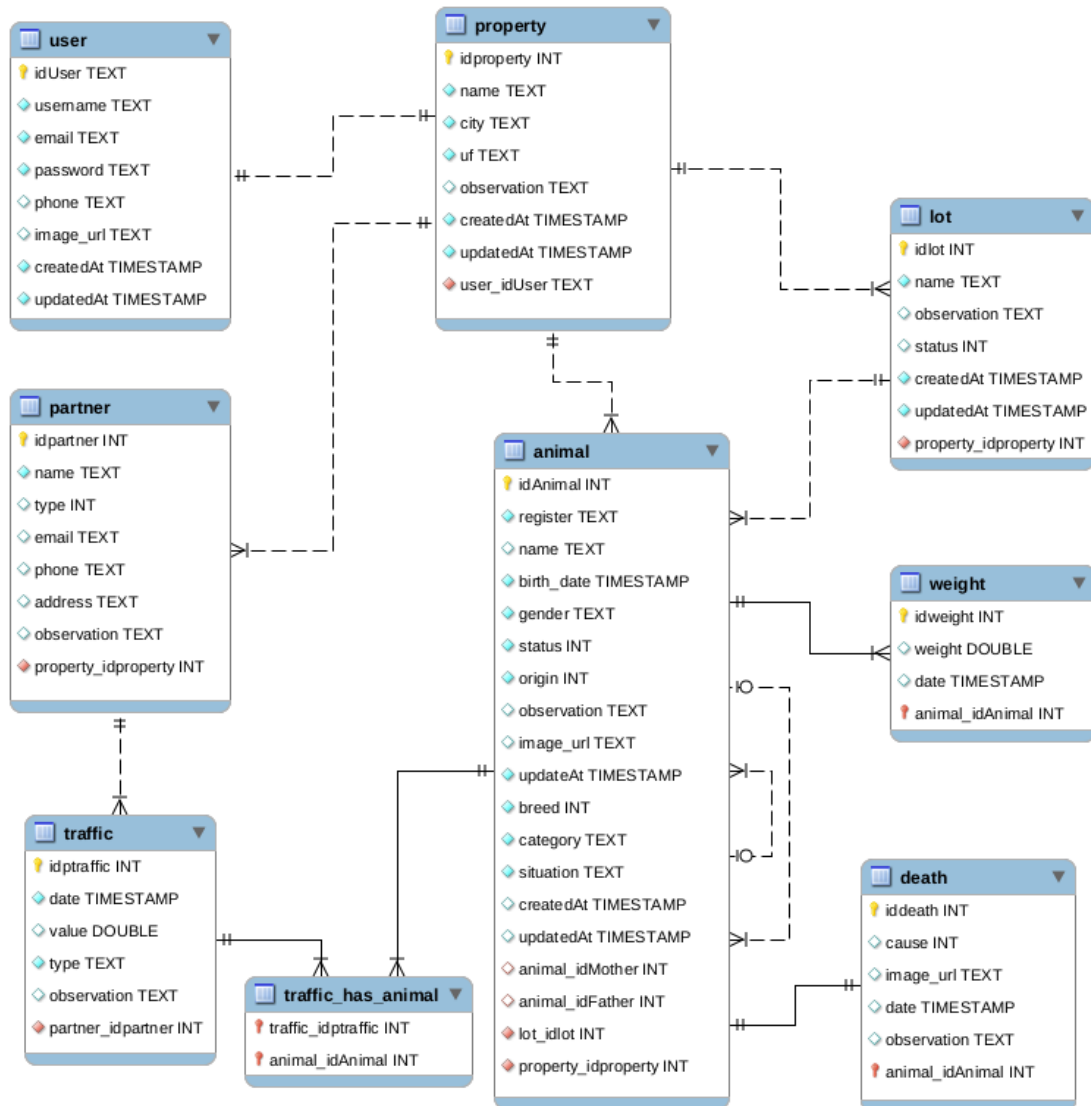 user
idUser TEXT
username TEXT
email TEXT
password TEXT
phone TEXT
image_url TEXT
createdAt TIMESTAMP
updatedAt TIMESTAMP
property
idproperty INT
name TEXT
city TEXT
uf TEXT
observation TEXT
createdAt TIMESTAMP
updatedAt TIMESTAMP
user_idUser TEXT
lot
idlot INT
name TEXT
observation TEXT
status INT
createdAt TIMESTAMP
updatedAt TIMESTAMP
property_idproperty INT
partner
idpartner INT
name TEXT
type INT
email TEXT
phone TEXT
address TEXT
observation TEXT
property_idproperty INT
animal
idAnimal INT
register TEXT
name TEXT
birth_date TIMESTAMP
gender TEXT
status INT
origin INT
observation TEXT
image_url TEXT
updateAt TIMESTAMP
breed INT
category TEXT
situation TEXT
createdAt TIMESTAMP
updatedAt TIMESTAMP
animal_idMother INT
animal_idFather INT
lot_idlot INT
property_idproperty INT
weight
idweight INT
weight DOUBLE
date TIMESTAMP
animal_idAnimal INT
traffic
idptraffic INT
date TIMESTAMP
value DOUBLE
type TEXT
observation TEXT
partner_idpartner INT
traffic_has_animal
traffic_idptraffic INT
animal_idAnimal INT
death
iddeath INT
cause INT
image_url TEXT
date TIMESTAMP
observation TEXT
animal_idAnimal INT